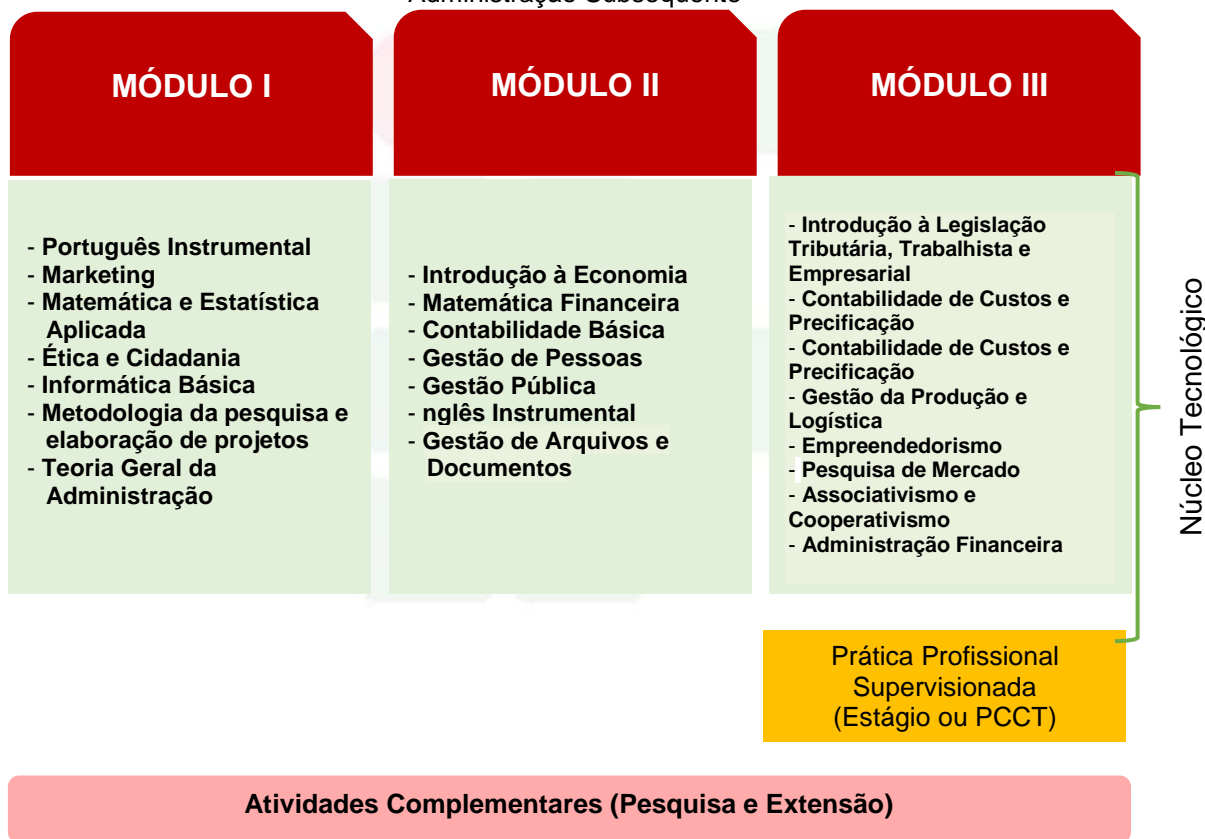 Administração Subsequente
MÓDULO I
- Português Instrumental
- Marketing
- Matemática e Estatística
Aplicada
- Ética e Cidadania
- Informática Básica
- Metodologia da pesquisa e
elaboração de projetos
- Teoria Geral da
Administração
MÓDULO II
- Introdução à Economia
- Matemática Financeira
- Contabilidade Básica
- Gestão de Pessoas
- Gestão Pública
- nglês Instrumental
- Gestão de Arquivos e
Documentos
MÓDULO III
- Introdução à Legislação
Tributária, Trabalhista e
Empresarial
- Contabilidade de Custos e
Precificação
- Contabilidade de Custos e
Precificação
- Gestão da Produção e
Logística
- Empreendedorismo
- Pesquisa de Mercado
- Associativismo e
Cooperativismo
- Administração Financeira
Núcleo Tecnológico
Prática Profissional
Supervisionada
(Estágio ou PCCT)
Atividades Complementares (Pesquisa e Extensão)